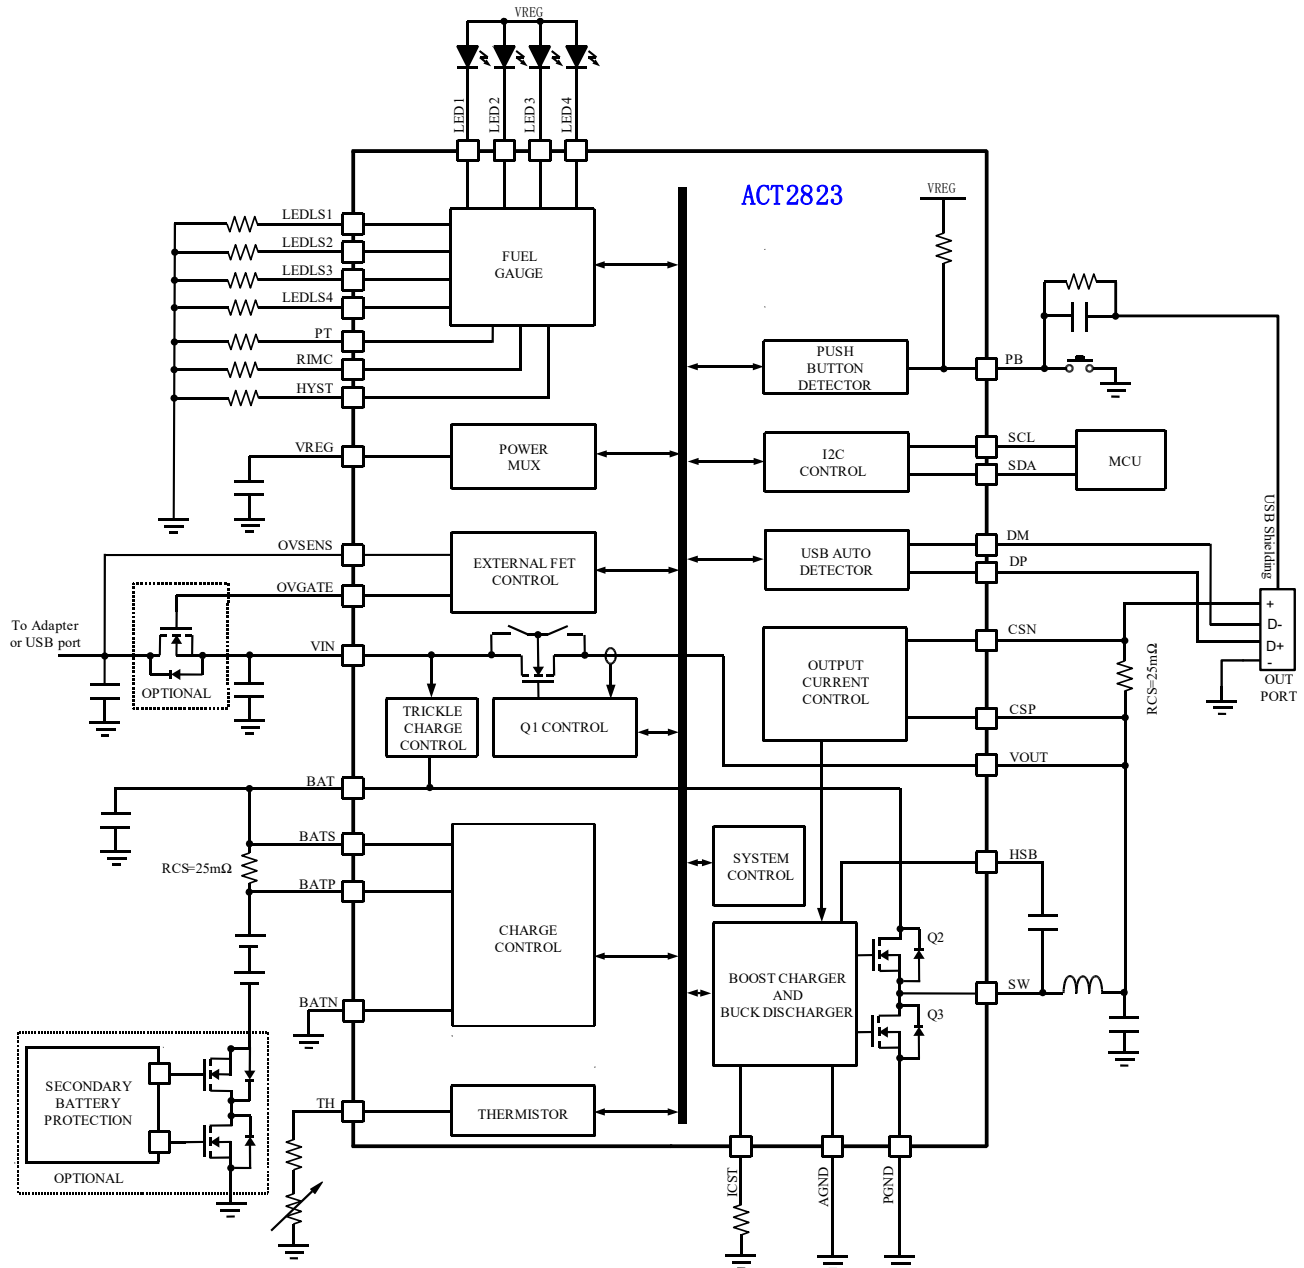 VREG
LED1
LED2
LED3
LED4
ACT2823
VREG
LEDLS1
LEDLS2
LEDLS3
LEDLS4
PT
RIMC
HYST
FUEL
GAUGE
PUSH
BUTTON
DETECTOR
PB
VREG
POWER
MUX
I2C
CONTROL
SCL
SDA
MCU
USB Shielding
OVSENS
OVGATE
EXTERNAL FET
CONTROL
USB AUTO
DETECTOR
DM
DP
To Adapter
or USB port
OPTIONAL
VIN
+
D-
D+
-
OUT
PORT
TRICKLE
CHARGE
CONTROL
Q1 CONTROL
OUTPUT
CURRENT
CONTROL
CSN
RCS=25mΩ
CSP
VOUT
BAT
BATS
RCS=25mΩ
BATP
BATN
CHARGE
CONTROL
SYSTEM
CONTROL
HSB
BOOST CHARGER
AND
BUCK DISCHARGER
Q2
SW
Q3
SECONDARY
BATTERY
PROTECTION
OPTIONAL
TH
THERMISTOR
ICST
AGND
PGND